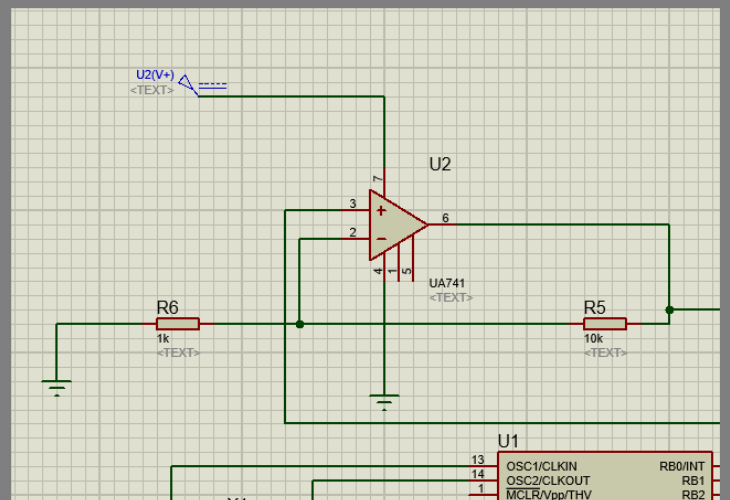 U2(V+)
<TEXT>
U2
7
3
2
6
4
1
5
UA741
<TEXT>
R6
1k
<TEXT>
R5
10k
<TEXT>
U1
13
OSC1/CLKIN
RB0/INT
14
OSC2/CLKOUT
RB1
1
MCLR/Vpp/THV
RB2